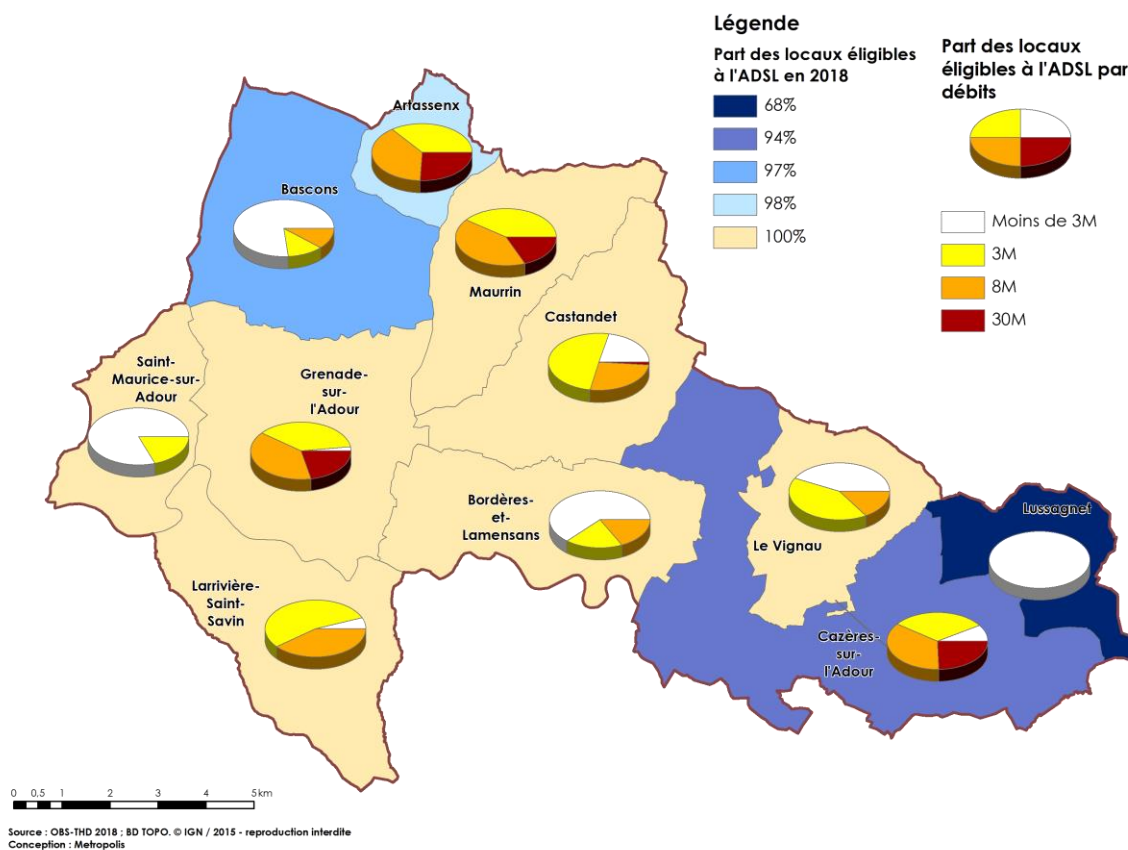 Légende
Part des locaux éligibles
à l'ADSL en 2018
68%
94%
97%
98%
100%
Part des locaux
éligibles à l'ADSL par
débits
Moins de 3M
3M
8M
30M
Artassenx
Bascons
Maurrin
Castandet
Saint-
Maurice-sur-
Adour
Grenade-
sur-
l'Adour
Bordères-
et-
Lamensans
Le Vignau
Lussagnet
Larrivière-
Saint-
Savin
Cazères-
sur-
l'Adour
0 0,5 1 2 3 4 5km
Source : OBS-THD 2018 ; BD TOPO. © IGN / 2015 - reproduction interdite
Conception : Metropolis